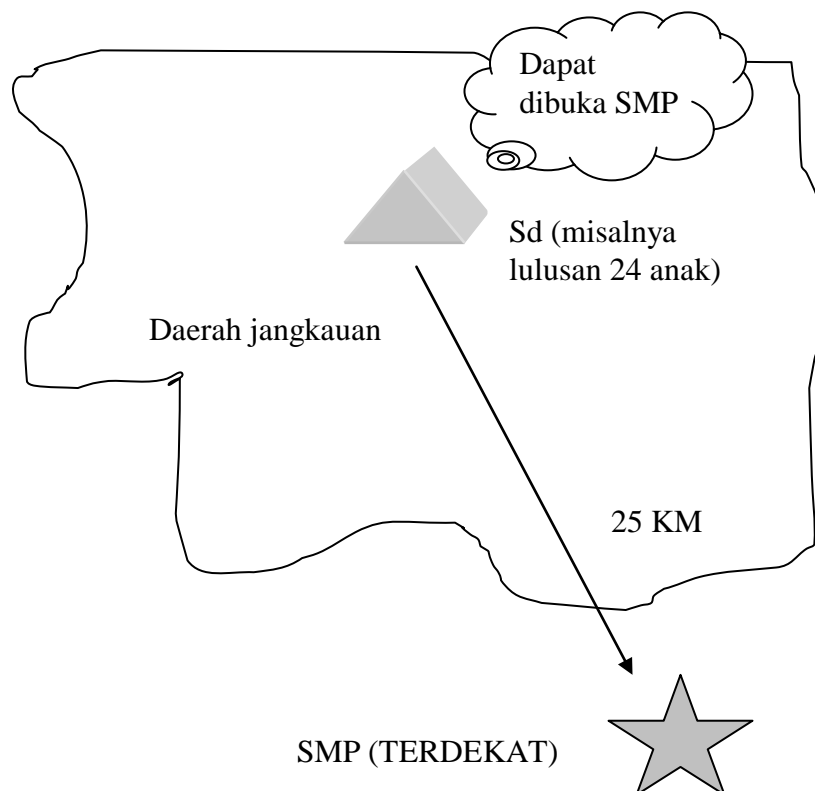 Dapat
dibuka SMP
Sd (misalnya
lulusan 24 anak)
Daerah jangkauan
25 KM
SMP (TERDEKAT)